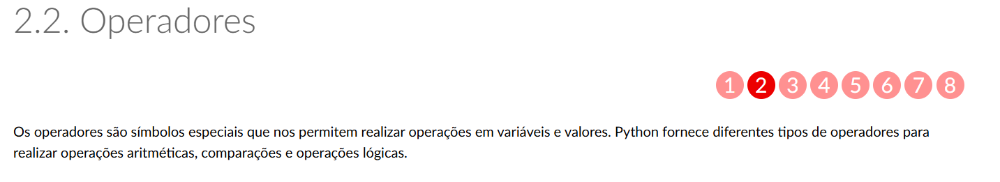 2.2. Operadores
1 2 3 4 5 6 7 8
Os operadores são símbolos especiais que nos permitem realizar operações em variáveis e valores. Python fornece diferentes tipos de operadores para
realizar operações aritméticas, comparações e operações lógicas.